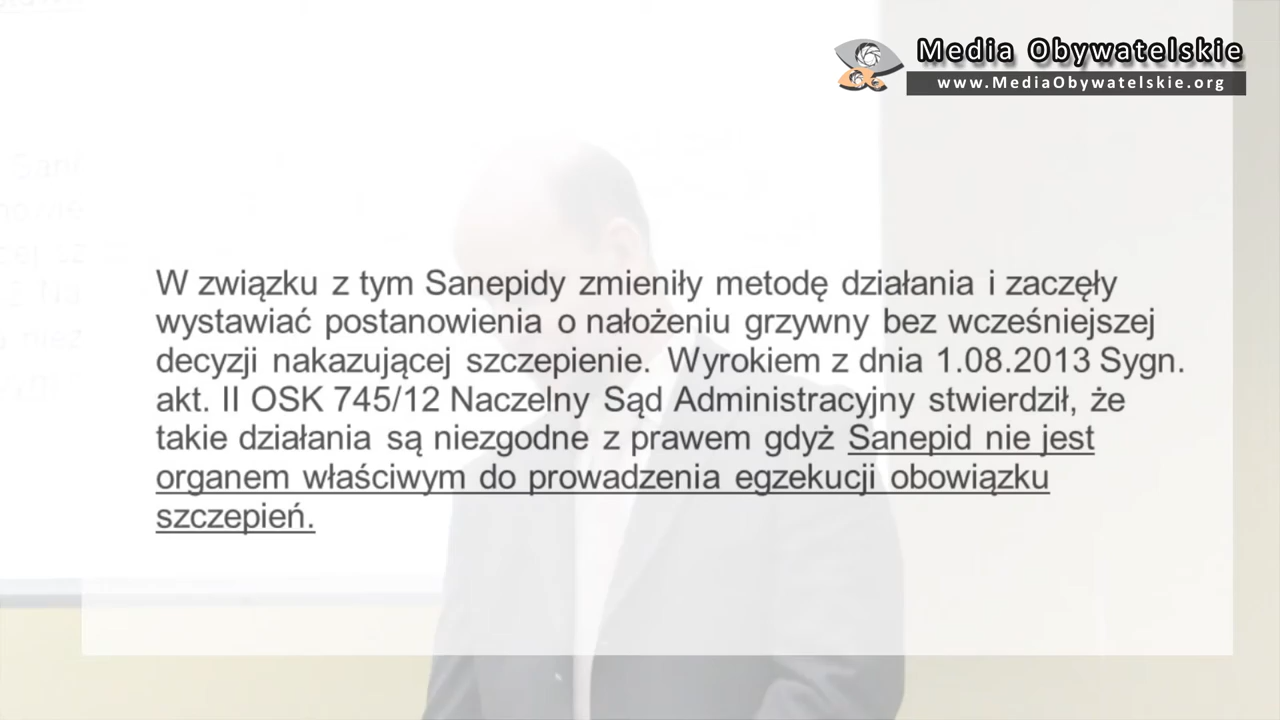 Media Obywatelskie
www.MediaObywatelskie.org
W związku z tym Sanepidy zmieniły metodę działania i zaczęły
wystawiać postanowienia o nałożeniu grzywny bez wcześniejszej
decyzji nakazującej szczepienie. Wyrokiem z dnia 1.08.2013 Sygn.
akt. II OSK 745/12 Naczelny Sąd Administracyjny stwierdził, że
takie działania są niezgodne z prawem gdyż Sanepid nie jest
organem właściwym do prowadzenia egzekucji obowiązku
szczepień.